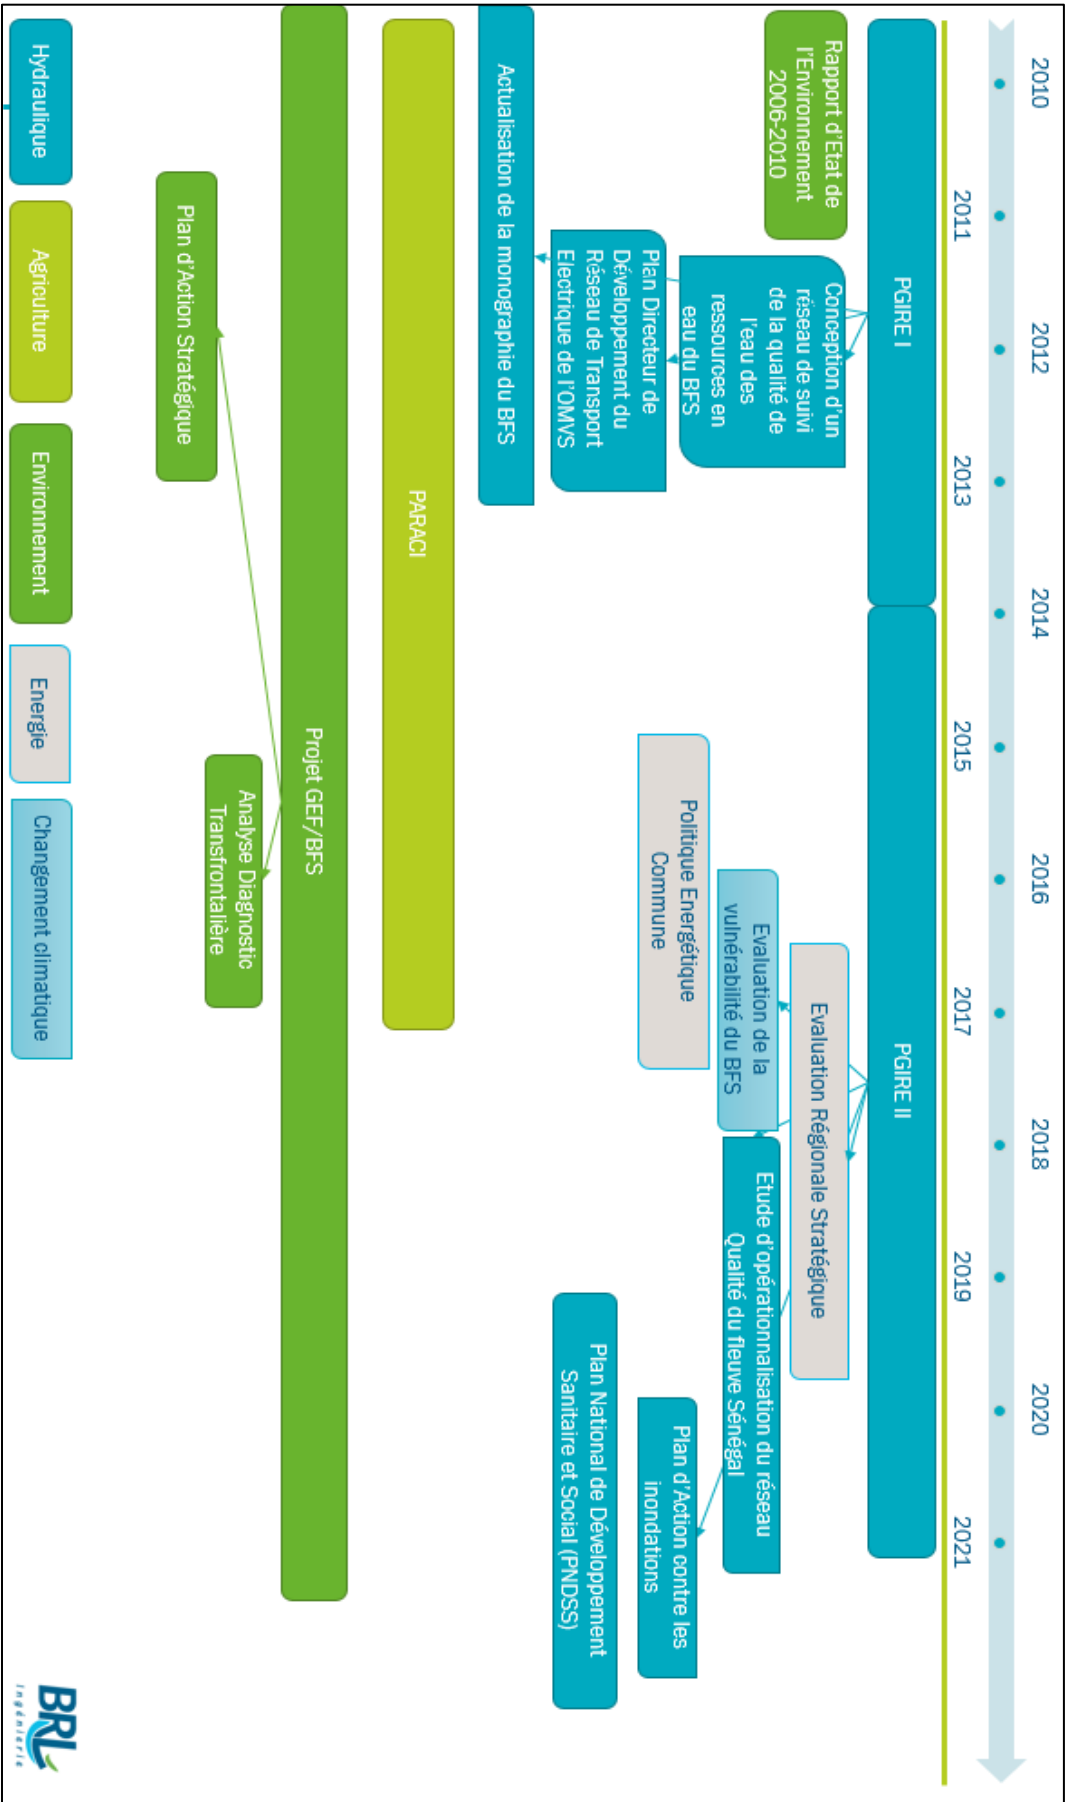 2010
2011
2012
2013
2014
2015
2016
2017
2018
2019
2020
2021
PGIRE I
PGIRE II
Rapport d'Etat de
l'Environnement
2006-2010
Conception d'un
réseau de suivi
de la qualité de
l'eau des
ressources en
eau du BFS
Evaluation Régionale Stratégique
Evaluation de la
vulnérabilité du BFS
Etude d'opérationnalisation du réseau
Qualité du fleuve Sénégal
Plan Directeur de
Développement du
Réseau de Transport
Electrique de l'OMVS
Politique Energétique
Commune
Plan d'Action contre les
inondations
Actualisation de la monographie du BFS
Plan National de Développement
Sanitaire et Social (PNDSS)
PARACI
Projet GEF/BFS
Analyse Diagnostic
Transfrontalière
Plan d'Action Stratégique
Hydraulique
Agriculture
Environnement
Energie
Changement climatique
BRL
Ingénierie